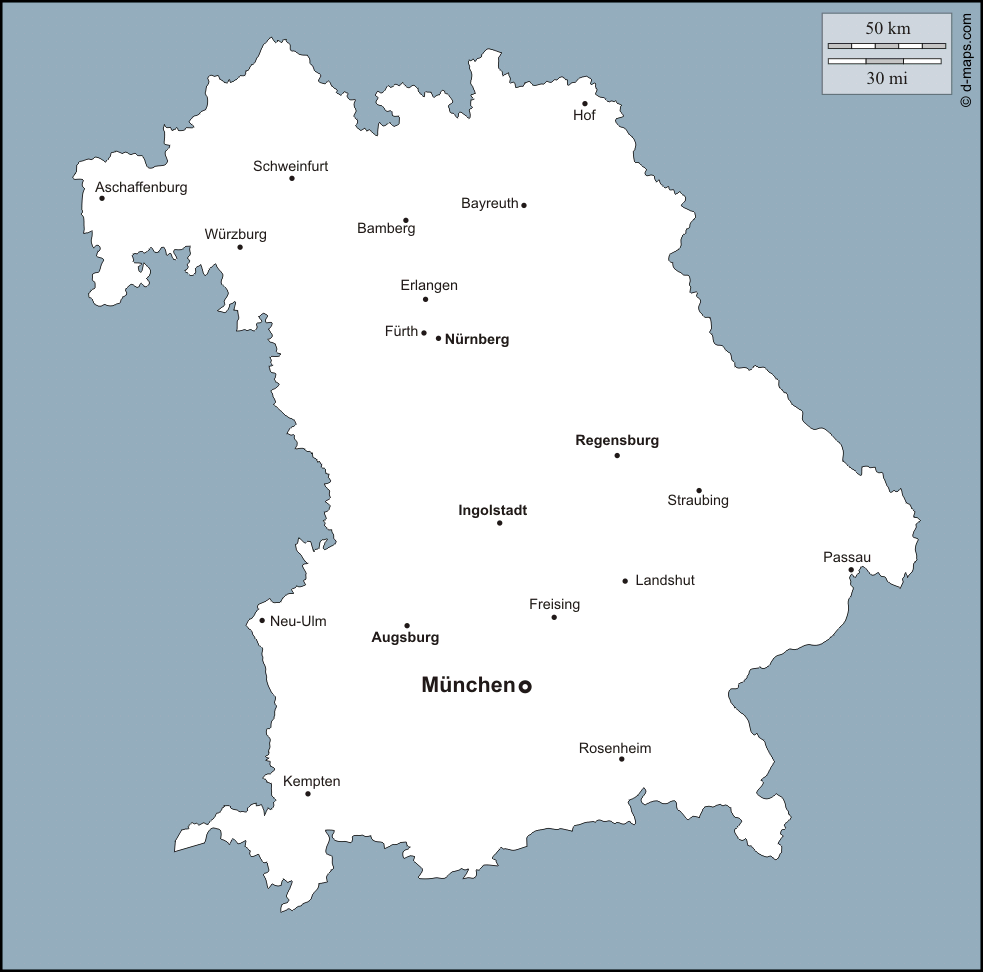 50 km
30 mi
© d-maps.com
Hof
Schweinfurt
Aschaffenburg
Bayreuth
Bamberg
Würzburg
Erlangen
Fürth
Nürnberg
Regensburg
Straubing
Ingolstadt
Passau
Landshut
Freising
Neu-Ulm
Augsburg
München
Rosenheim
Kempten